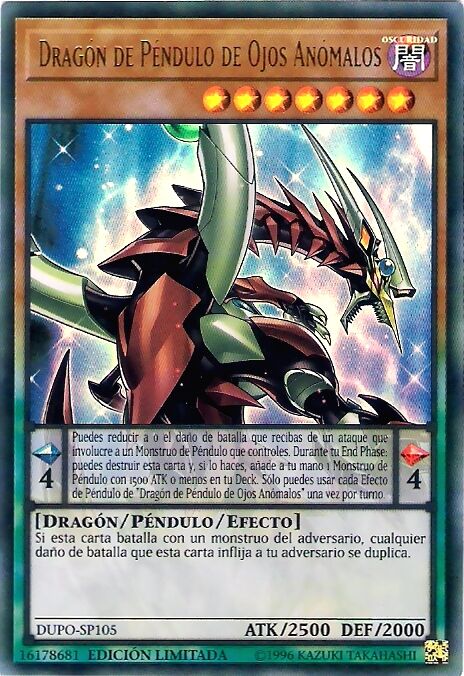 DRAGÓN DE PÉNDULO DE OJOS ANÓMALOS
OSCURIDAD
闇
Puedes reducir a 0 el daño de batalla que recibas de un ataque que
involucre a un Monstruo de Péndulo que controles. Durante tu End Phase:
puedes destruir esta carta y, si lo haces, añade a tu mano 1 Monstruo de
Péndulo con 1500 ATK o menos en tu Deck. Sólo puedes usar cada Efecto
de Péndulo de "Dragón de Péndulo de Ojos Anómalos" una vez por turno.
4
4
[DRAGÓN/PÉNDULO/EFECTO]
Si esta carta batalla con un monstruo del adversario, cualquier
daño de batalla que esta carta inflija a tu adversario se duplica.
DUPO-SP105
ATK/2500 DEF/2000
16178681 EDICIÓN LIMITADA
©1996 KAZUKI TAKAHASHI